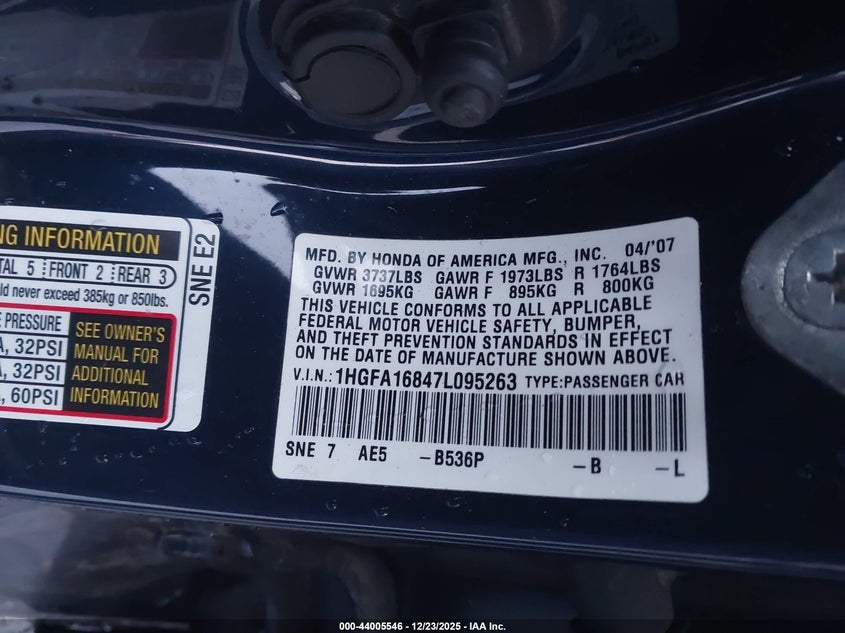 NG INFORMATION
TAL 5 FRONT 2 REAR 3
ld never exceed 385kg or 850lbs.
E PRESSURE
A, 32PSI
A, 32PSI
A, 60PSI
SEE OWNER'S
MANUAL FOR
ADDITIONAL
INFORMATION
SNE E2
MFD. BY HONDA OF AMERICA MFG., INC. 04/'07
GVWR 3737LBS GAWR F 1973LBS R 1764LBS
GVWR 1695KG GAWR F 895KG R 800KG
THIS VEHICLE CONFORMS TO ALL APPLICABLE
FEDERAL MOTOR VEHICLE SAFETY, BUMPER,
AND THEFT PREVENTION STANDARDS IN EFFECT
ON THE DATE OF MANUFACTURE SHOWN ABOVE.
V.I.N.: 1HGFA16847L095263 TYPE:PASSENGER CAR
SNE 7 AE5 -B536P -B -L
000-44005546 - 12/23/2025 - IAA Inc.